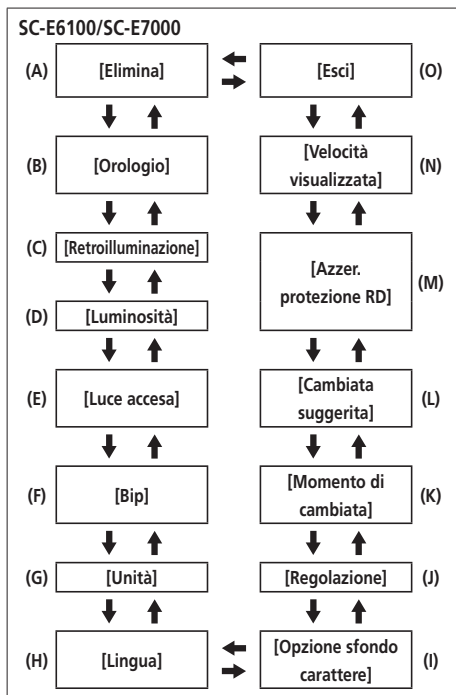 SC-E6100/SC-E7000
(A) [Elimina]
[Esci] (O)
(B) [Orologio]
[Velocità
visualizzata] (N)
(C) [Retroilluminazione]
[Azzer.
protezione RD] (M)
(D) [Luminosità]
(E) [Luce accesa]
[Cambiata
suggerita] (L)
(F) [Bip]
[Momento di
cambiata] (K)
(G) [Unità]
[Regolazione] (J)
(H) [Lingua]
[Opzione sfondo
carattere] (I)